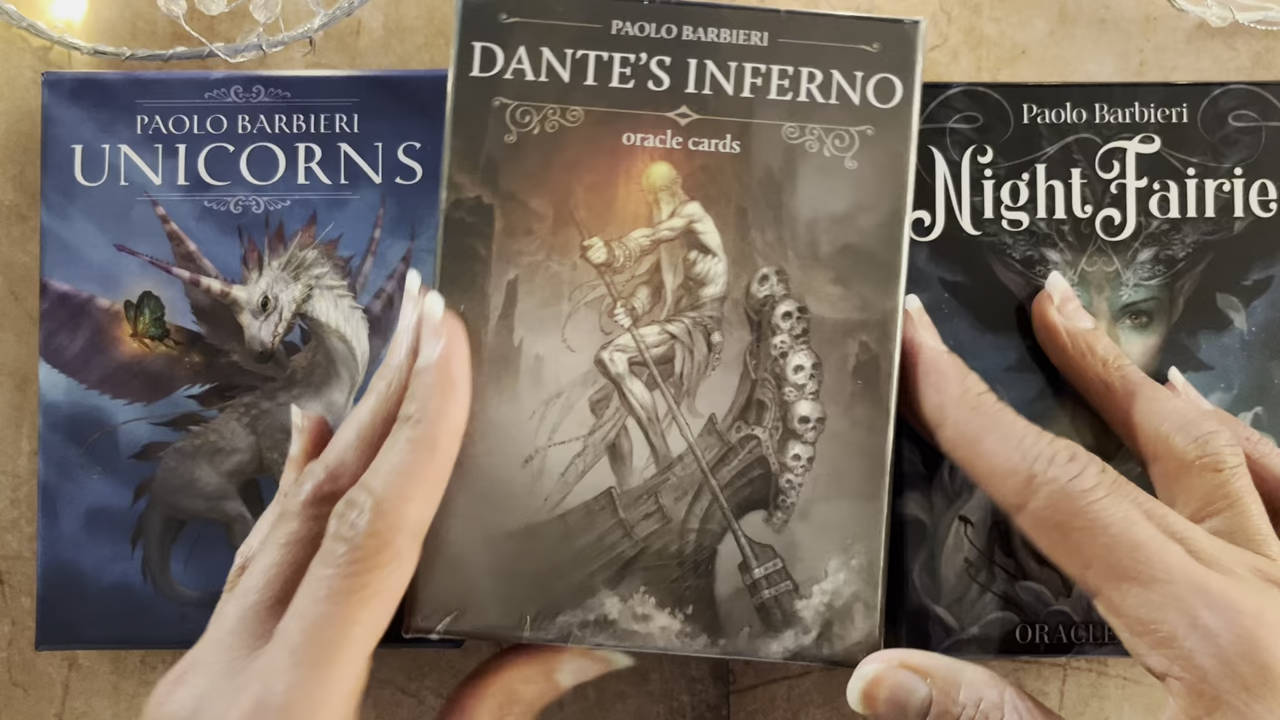 PAOLO BARBIERI
UNICORNS
PAOLO BARBIERI
DANTE'S INFERNO
oracle cards
Paolo Barbieri
Night Fairie
ORACLE